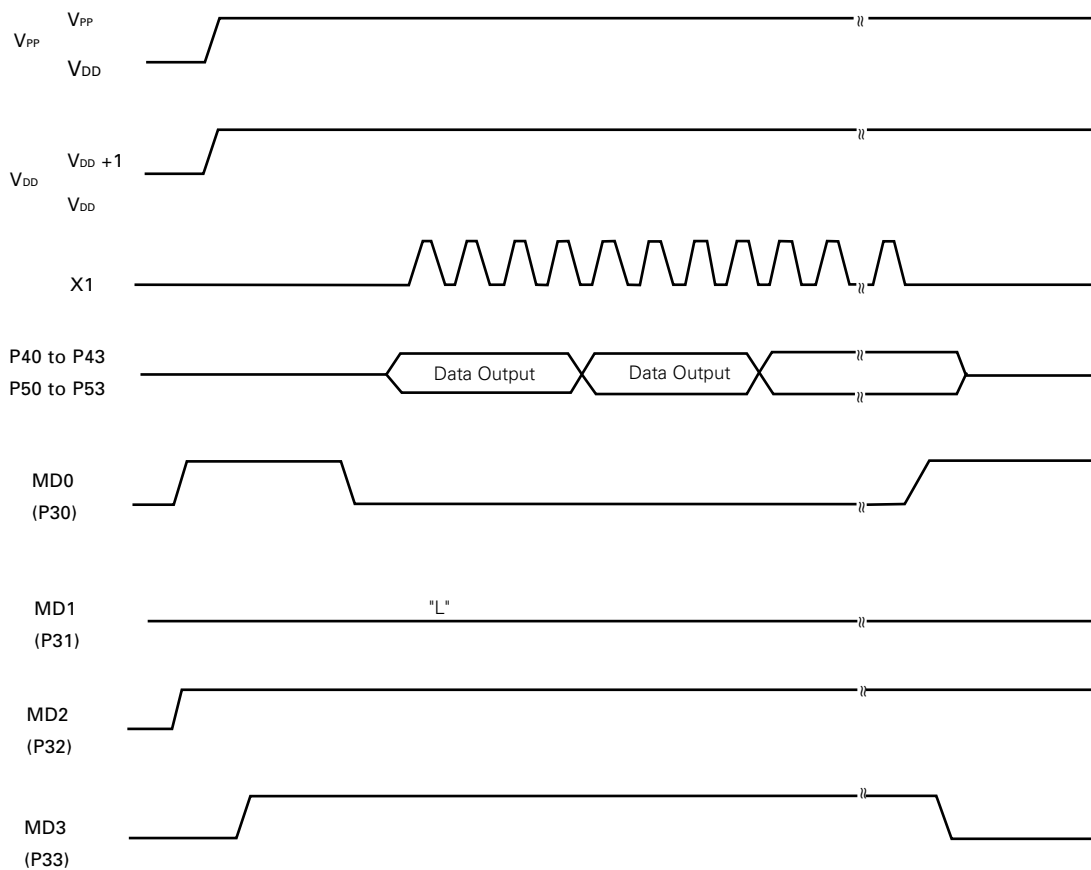 VPP
VPP
VDD
VDD +1
VDD
VDD
X1
P40 to P43
P50 to P53
Data Output
Data Output
MD0
(P30)
MD1
(P31)
"L"
MD2
(P32)
MD3
(P33)